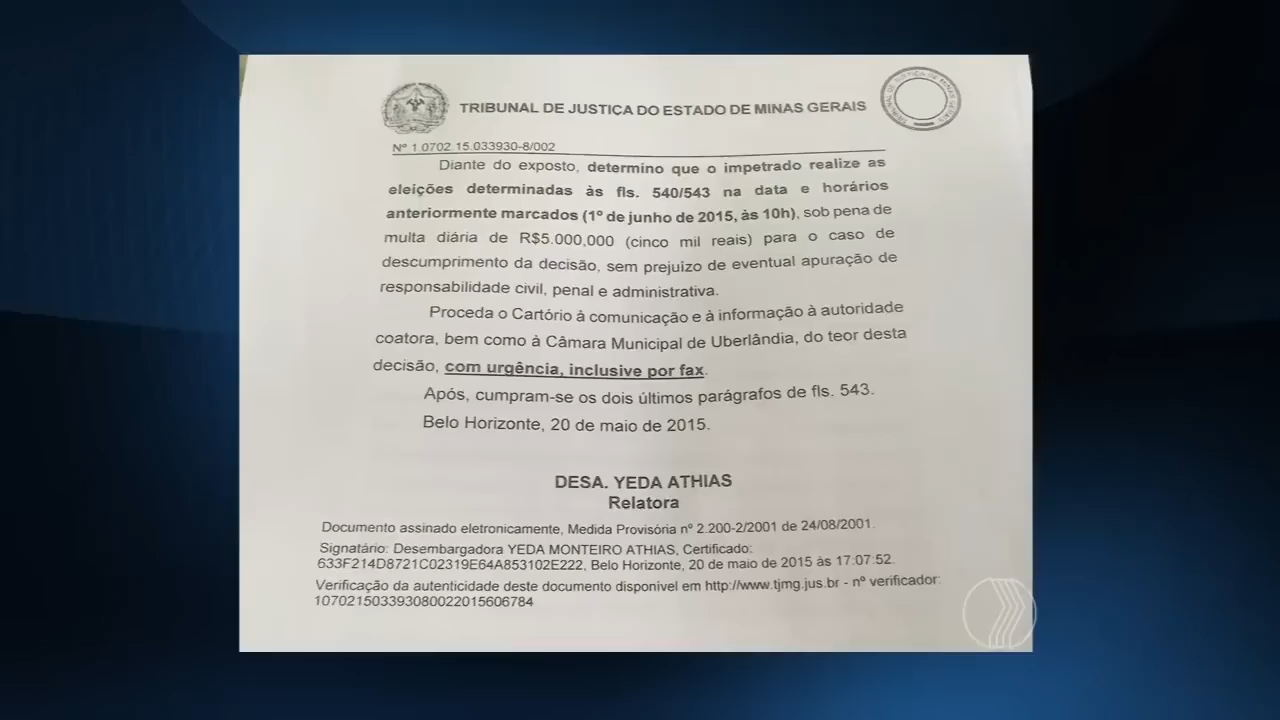 TRIBUNAL DE JUSTIÇA DO ESTADO DE MINAS GERAIS
TRIBUNAL DE JUSTIÇA DE MINAS GERAIS
Nº 1.0702.15.033930-8/002
Diante do exposto, determino que o impetrado realize as
eleições determinadas às fls. 540/543 na data e horários
anteriormente marcados (1º de junho de 2015, às 10h), sob pena de
multa diária de R$5.000,000 (cinco mil reais) para o caso de
descumprimento da decisão, sem prejuízo de eventual apuração de
responsabilidade civil, penal e administrativa.
Proceda o Cartório à comunicação e à informação à autoridade
coatora, bem como à Câmara Municipal de Uberlândia, do teor desta
decisão, com urgência, inclusive por fax.
Após, cumpram-se os dois últimos parágrafos de fls. 543.
Belo Horizonte, 20 de maio de 2015.
DESA. YEDA ATHIAS
Relatora
Documento assinado eletronicamente, Medida Provisória nº 2.200-2/2001 de 24/08/2001.
Signatário: Desembargadora YEDA MONTEIRO ATHIAS, Certificado:
633F214D8721C02319E64A853102E222, Belo Horizonte, 20 de maio de 2015 às 17:07:52.
Verificação da autenticidade deste documento disponível em http://www.tjmg.jus.br - nº verificador:
107021503393080022015606784